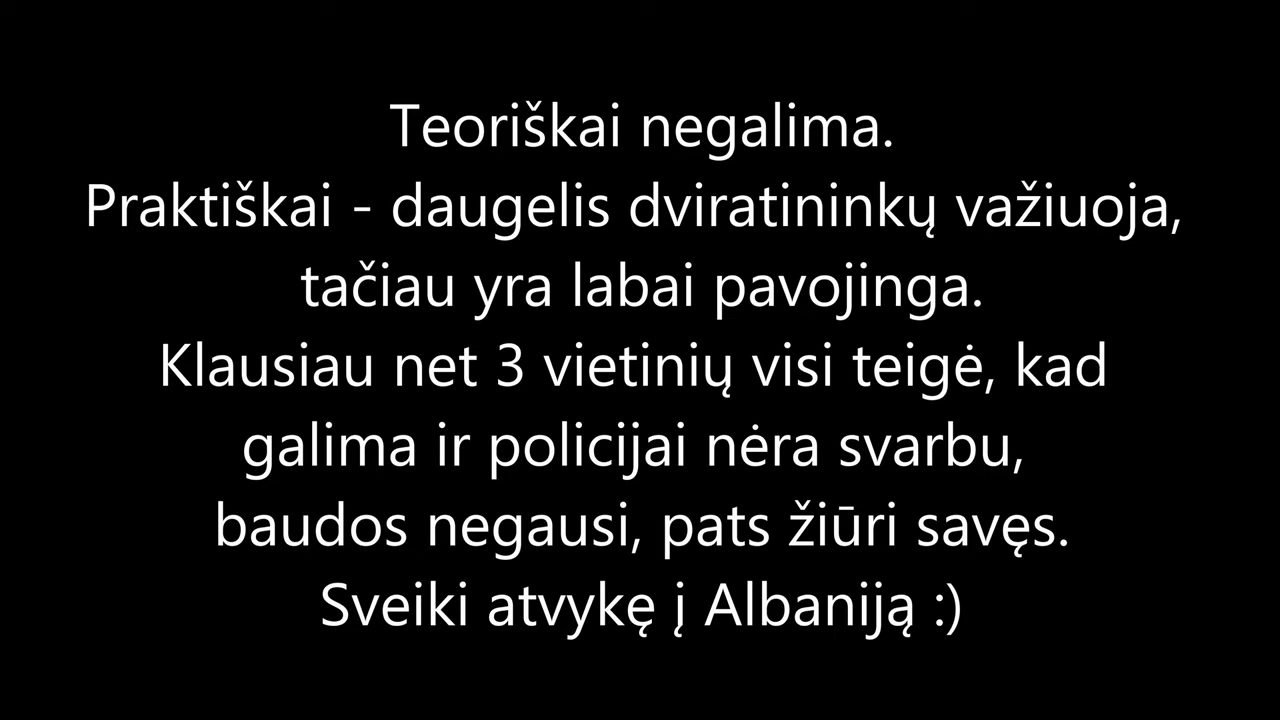 Teoriškai negalima.
Praktiškai - daugelis dviratininkų važiuoja,
tačiau yra labai pavojinga.
Klausiau net 3 vietinių visi teigė, kad
galima ir policijai nėra svarbu,
baudos negausi, pats žiūri savęs.
Sveiki atvykę į Albaniją :)